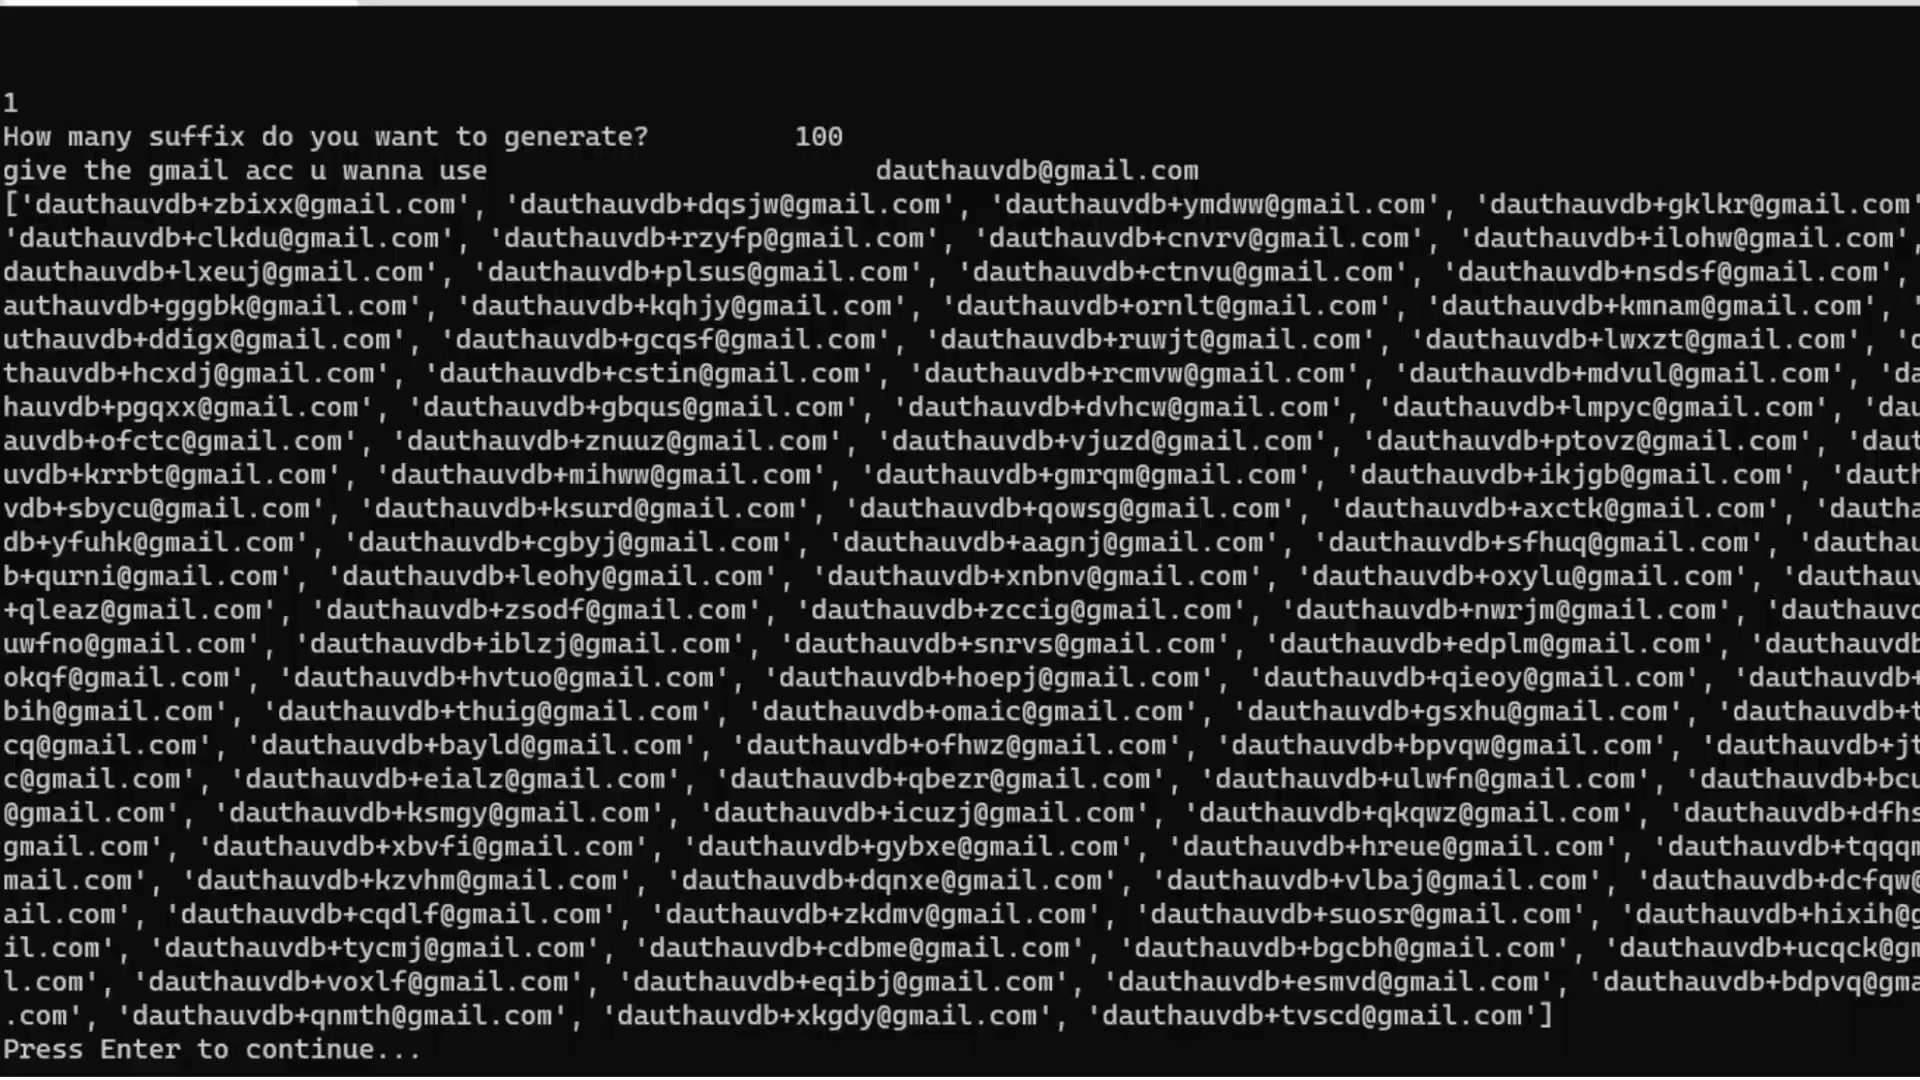 1
How many suffix do you want to generate? 100
give the gmail acc u wanna use dauthauvdb@gmail.com
['dauthauvdb+zbixx@gmail.com', 'dauthauvdb+dqsjw@gmail.com', 'dauthauvdb+ymdww@gmail.com', 'dauthauvdb+gklkr@gmail.com'
'dauthauvdb+clkdu@gmail.com', 'dauthauvdb+rzyfp@gmail.com', 'dauthauvdb+cnvrv@gmail.com', 'dauthauvdb+ilohw@gmail.com',
dauthauvdb+lxeuj@gmail.com', 'dauthauvdb+plsus@gmail.com', 'dauthauvdb+ctnvu@gmail.com', 'dauthauvdb+nsdsf@gmail.com',
authauvdb+gggbk@gmail.com', 'dauthauvdb+kqhjy@gmail.com', 'dauthauvdb+ornlt@gmail.com', 'dauthauvdb+kmnam@gmail.com', '
uthauvdb+ddigx@gmail.com', 'dauthauvdb+gcqsf@gmail.com', 'dauthauvdb+ruwjt@gmail.com', 'dauthauvdb+lwxzt@gmail.com', 'd
thauvdb+hcxdj@gmail.com', 'dauthauvdb+cstin@gmail.com', 'dauthauvdb+rcmvw@gmail.com', 'dauthauvdb+mdvul@gmail.com', 'da
hauvdb+pgqxx@gmail.com', 'dauthauvdb+gbqus@gmail.com', 'dauthauvdb+dvhcw@gmail.com', 'dauthauvdb+lmpyc@gmail.com', 'dau
auvdb+ofctc@gmail.com', 'dauthauvdb+znuuz@gmail.com', 'dauthauvdb+vjuzd@gmail.com', 'dauthauvdb+ptovz@gmail.com', 'daut
uvdb+krrbt@gmail.com', 'dauthauvdb+mihww@gmail.com', 'dauthauvdb+gmrqm@gmail.com', 'dauthauvdb+ikjgb@gmail.com', 'dauth
vdb+sbycu@gmail.com', 'dauthauvdb+ksurd@gmail.com', 'dauthauvdb+qowsg@gmail.com', 'dauthauvdb+axctk@gmail.com', 'dautha
db+yfuhk@gmail.com', 'dauthauvdb+cgbyj@gmail.com', 'dauthauvdb+aagnj@gmail.com', 'dauthauvdb+sfhuq@gmail.com', 'dauthau
b+qurni@gmail.com', 'dauthauvdb+leohy@gmail.com', 'dauthauvdb+xnbnv@gmail.com', 'dauthauvdb+oxylu@gmail.com', 'dauthauv
+qleaz@gmail.com', 'dauthauvdb+zsodf@gmail.com', 'dauthauvdb+zccig@gmail.com', 'dauthauvdb+nwrjm@gmail.com', 'dauthauvd
uwfno@gmail.com', 'dauthauvdb+iblzj@gmail.com', 'dauthauvdb+snrvs@gmail.com', 'dauthauvdb+edplm@gmail.com', 'dauthauvdb
okqf@gmail.com', 'dauthauvdb+hvtuo@gmail.com', 'dauthauvdb+hoepj@gmail.com', 'dauthauvdb+qieoy@gmail.com', 'dauthauvdb+
bih@gmail.com', 'dauthauvdb+thuig@gmail.com', 'dauthauvdb+omaic@gmail.com', 'dauthauvdb+gsxhu@gmail.com', 'dauthauvdb+t
cq@gmail.com', 'dauthauvdb+bayld@gmail.com', 'dauthauvdb+ofhwz@gmail.com', 'dauthauvdb+bpvqw@gmail.com', 'dauthauvdb+jt
c@gmail.com', 'dauthauvdb+eialz@gmail.com', 'dauthauvdb+qbezr@gmail.com', 'dauthauvdb+ulwfn@gmail.com', 'dauthauvdb+bcu
@gmail.com', 'dauthauvdb+ksmgy@gmail.com', 'dauthauvdb+icuzj@gmail.com', 'dauthauvdb+qkqwz@gmail.com', 'dauthauvdb+dfhs
gmail.com', 'dauthauvdb+xbvfi@gmail.com', 'dauthauvdb+gybxe@gmail.com', 'dauthauvdb+hreue@gmail.com', 'dauthauvdb+tqqqm
mail.com', 'dauthauvdb+kzvhm@gmail.com', 'dauthauvdb+dqnxe@gmail.com', 'dauthauvdb+vlbaj@gmail.com', 'dauthauvdb+dcfqw@
ail.com', 'dauthauvdb+cqdlf@gmail.com', 'dauthauvdb+zkdmv@gmail.com', 'dauthauvdb+suosr@gmail.com', 'dauthauvdb+hixih@g
il.com', 'dauthauvdb+tycmj@gmail.com', 'dauthauvdb+cdbme@gmail.com', 'dauthauvdb+bgcbh@gmail.com', 'dauthauvdb+ucqck@gm
l.com', 'dauthauvdb+voxlf@gmail.com', 'dauthauvdb+eqibj@gmail.com', 'dauthauvdb+esmvd@gmail.com', 'dauthauvdb+bdpvq@gma
.com', 'dauthauvdb+qnmth@gmail.com', 'dauthauvdb+xkgdy@gmail.com', 'dauthauvdb+tvscd@gmail.com']
Press Enter to continue...